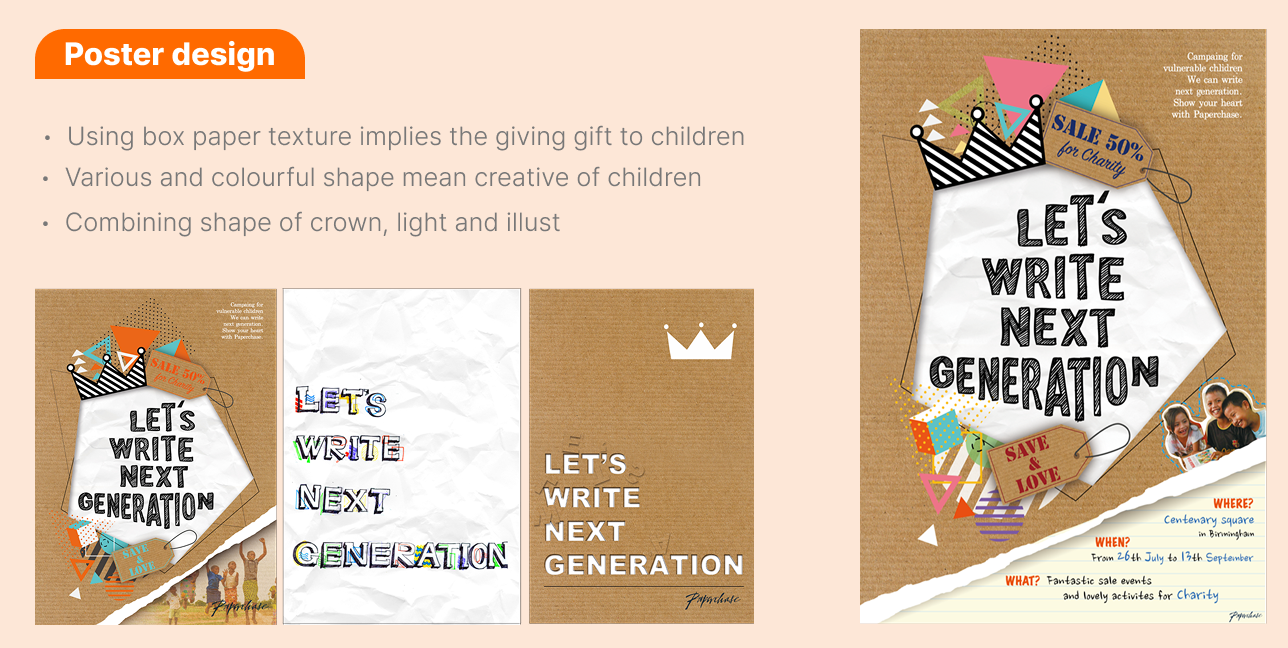 Poster design
• Using box paper texture implies the giving gift to children
• Various and colourful shape mean creative of children
• Combining shape of crown, light and illust
Campaing for
vulnerable children
We can write
next generation.
Show your heart
with Paperchase.
SALE 50%
for Charity
LET'S
WRITE
NEXT
GENERATION
SAVE
&
LOVE
Paperchase
LET'S
WRITE
NEXT
GENERATION
LET'S
WRITE
NEXT
GENERATION
Paperchase
Campaing for
vulnerable chlidren
We can write
next generation.
Show your heart
with Paperchase.
SALE 50%
for Charity
LET'S
WRITE
NEXT
GENERATION
SAVE
&
LOVE
WHERE?
Centenary square
in Birmingham
WHEN?
From 26th July to 13th September
WHAT? Fantastic sale events
and lovely activites for Charity
Paperchase